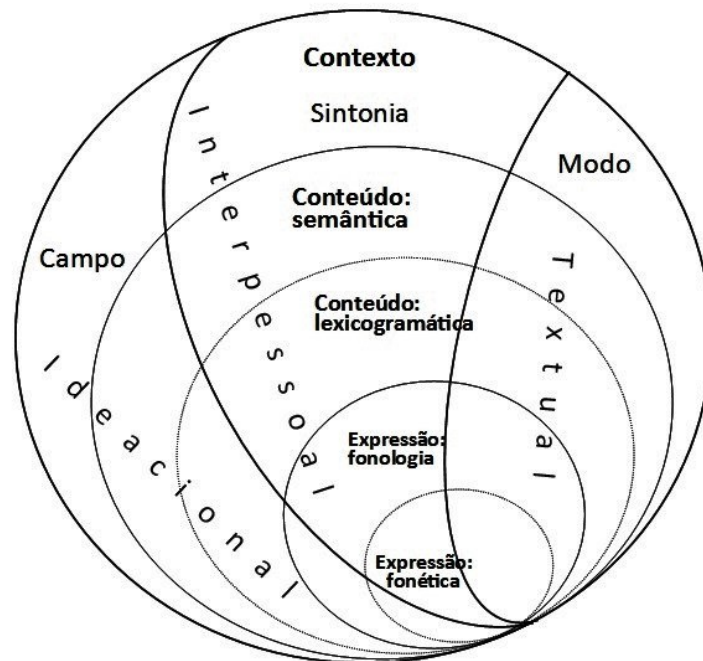 Contexto
Sintonia
Modo
Campo
Interpessoal
Textual
Ideacional
Conteúdo:
semântica
Conteúdo:
lexicogramática
Expressão:
fonologia
Expressão:
fonética